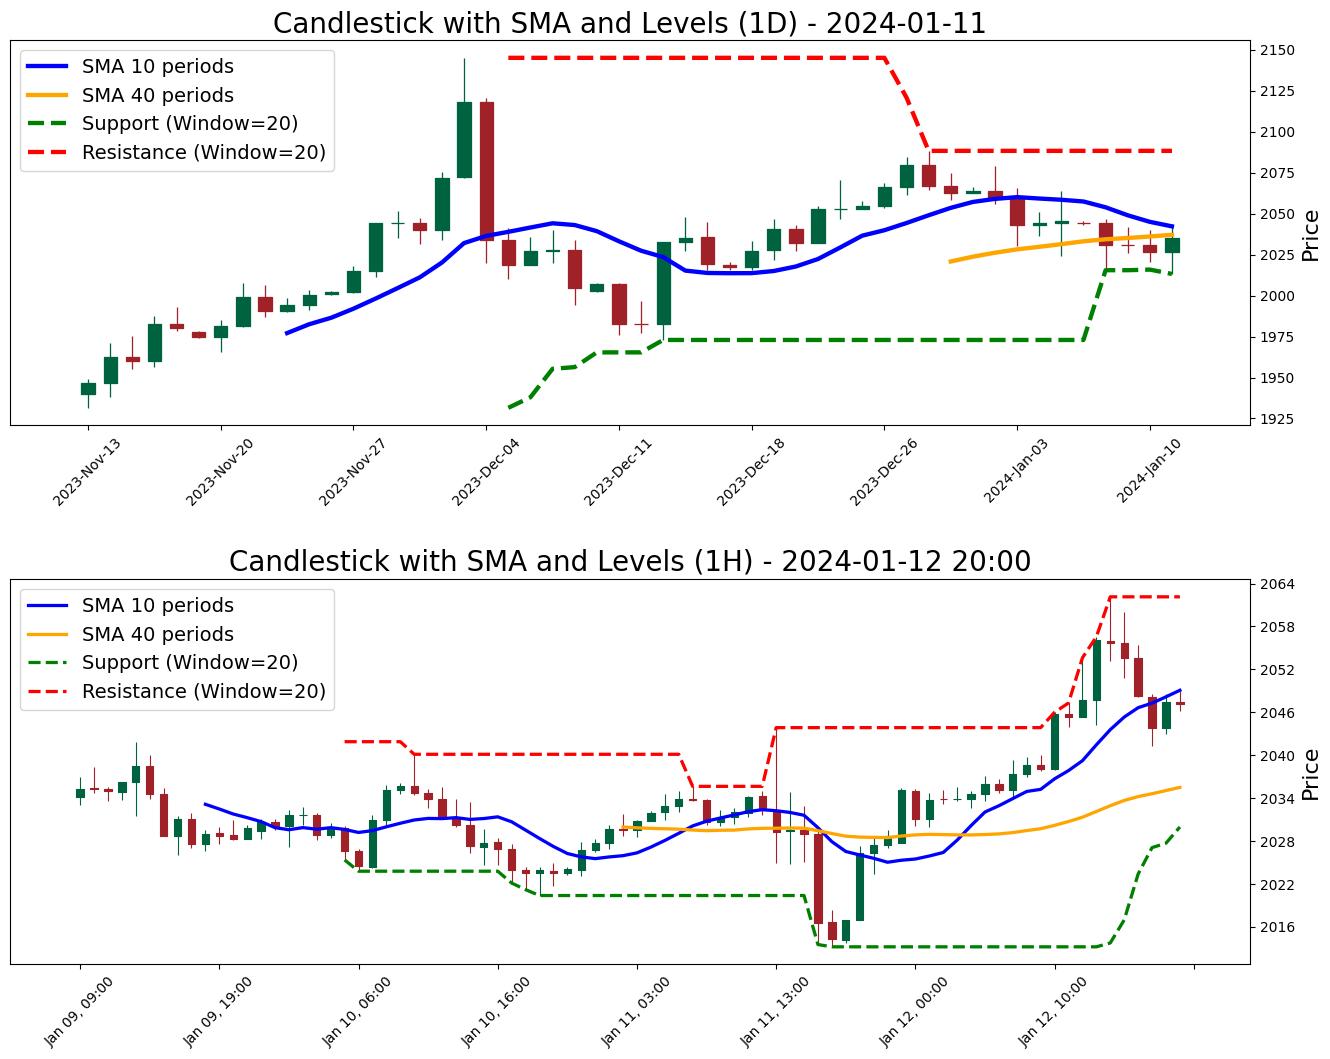 Candlestick with SMA and Levels (1D) - 2024-01-11
SMA 10 periods
SMA 40 periods
Support (Window=20)
Resistance (Window=20)
2150
2125
2100
2075
2050
2025
2000
1975
1950
1925
Price
2023-Nov-13
2023-Nov-20
2023-Nov-27
2023-Dec-04
2023-Dec-11
2023-Dec-18
2023-Dec-26
2024-Jan-03
2024-Jan-10
Candlestick with SMA and Levels (1H) - 2024-01-12 20:00
SMA 10 periods
SMA 40 periods
Support (Window=20)
Resistance (Window=20)
2064
2058
2052
2046
2040
2034
2028
2022
2016
Price
Jan 09, 09:00
Jan 09, 19:00
Jan 10, 06:00
Jan 10, 16:00
Jan 11, 03:00
Jan 11, 13:00
Jan 12, 00:00
Jan 12, 10:00